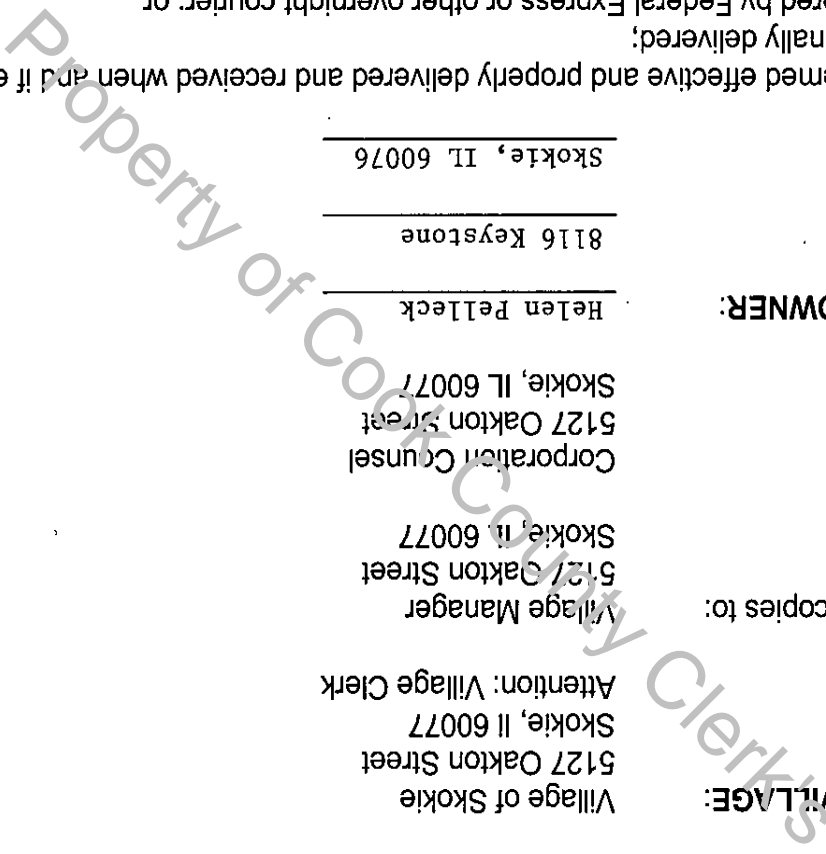 VILLAGE: Village of Skokie
5127 Oakton Street
Skokie, Il 60077
Attention: Village Clerk
copies to: Village Manager
5127 Oakton Street
Skokie, IL 60077
Corporation Counsel
5127 Oakton Street
Skokie, IL 60077
OWNER: Helen Pelleck
8116 Keystone
Skokie, IL 60076
emed effective and properly delivered and received when and if e
nally delivered;
ered by Federal Express or other overnight courier; or
Property of Cook County Clerk's